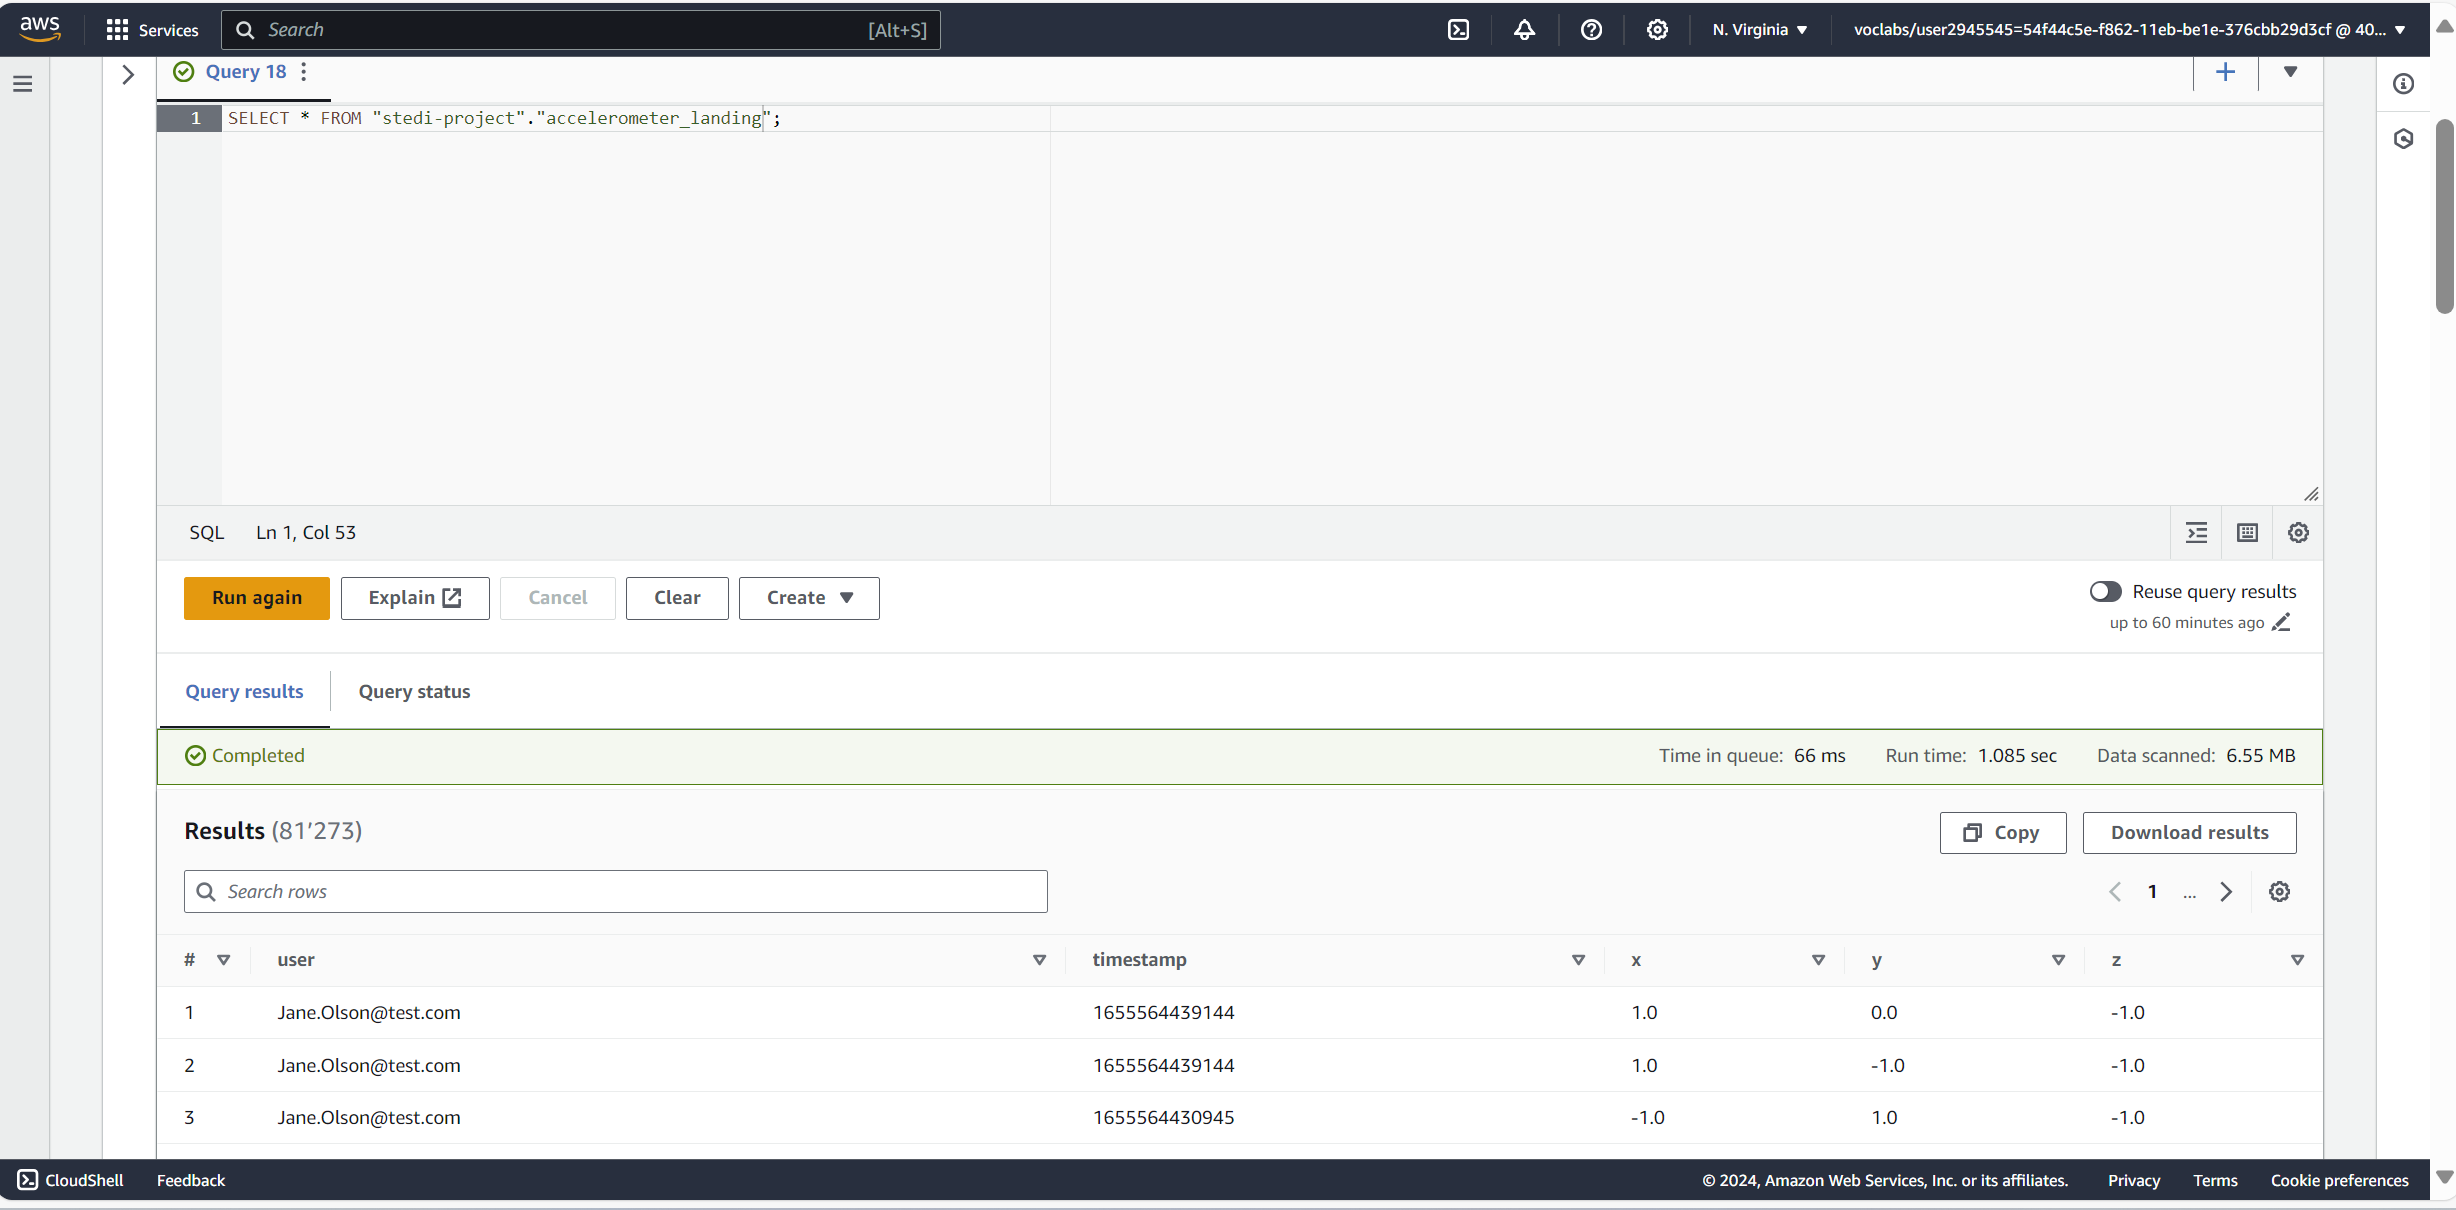 aws Services Search [Alt+S] N. Virginia voclabs/user2945545=54f44c5e-f862-11eb-be1e-376cbb29d3cf @ 40...
Query 18
1 SELECT * FROM "stedi-project"."accelerometer_landing";
SQL Ln 1, Col 53
Run again Explain Cancel Clear Create Reuse query results
up to 60 minutes ago
Query results Query status
Completed Time in queue: 66 ms Run time: 1.085 sec Data scanned: 6.55 MB
Results (81’273) Copy Download results
Search rows 1 ...
# user timestamp x y z
1 Jane.Olson@test.com 1655564439144 1.0 0.0 -1.0
2 Jane.Olson@test.com 1655564439144 1.0 -1.0 -1.0
3 Jane.Olson@test.com 1655564430945 -1.0 1.0 -1.0
CloudShell Feedback © 2024, Amazon Web Services, Inc. or its affiliates. Privacy Terms Cookie preferences